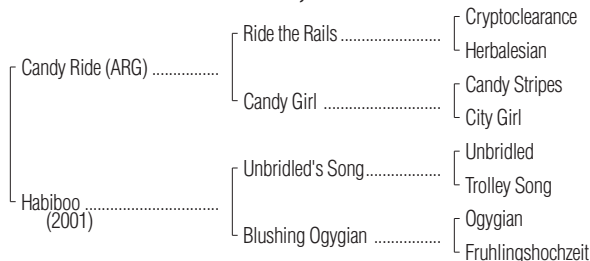 Cryptoclearance
Ride the Rails ..................
Herbalesian
Candy Ride (ARG) ................
Candy Stripes
Candy Girl .........................
City Girl
Unbridled
Unbridled's Song................
Trolley Song
Habiboo .............................
(2001)
Ogygian
Blushing Ogygian ................
Fruhlingshochzeit